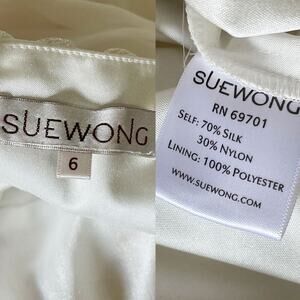 SUEWONG
6
SUEWONG
RN 69701
SELF: 70% SILK
30% NYLON
LINING: 100% POLYESTER
WWW.SUEWONG.COM